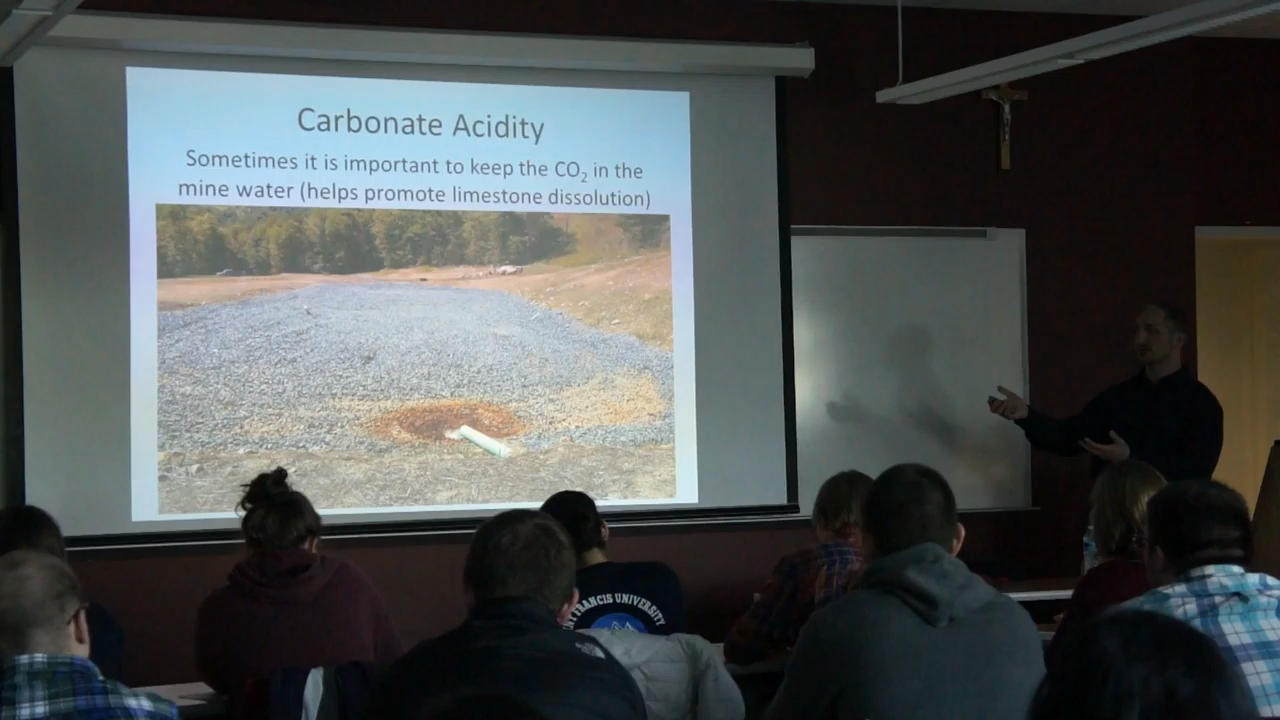 Carbonate Acidity
Sometimes it is important to keep the CO₂ in the
mine water (helps promote limestone dissolution)
FRANCIS UNIVERSITY